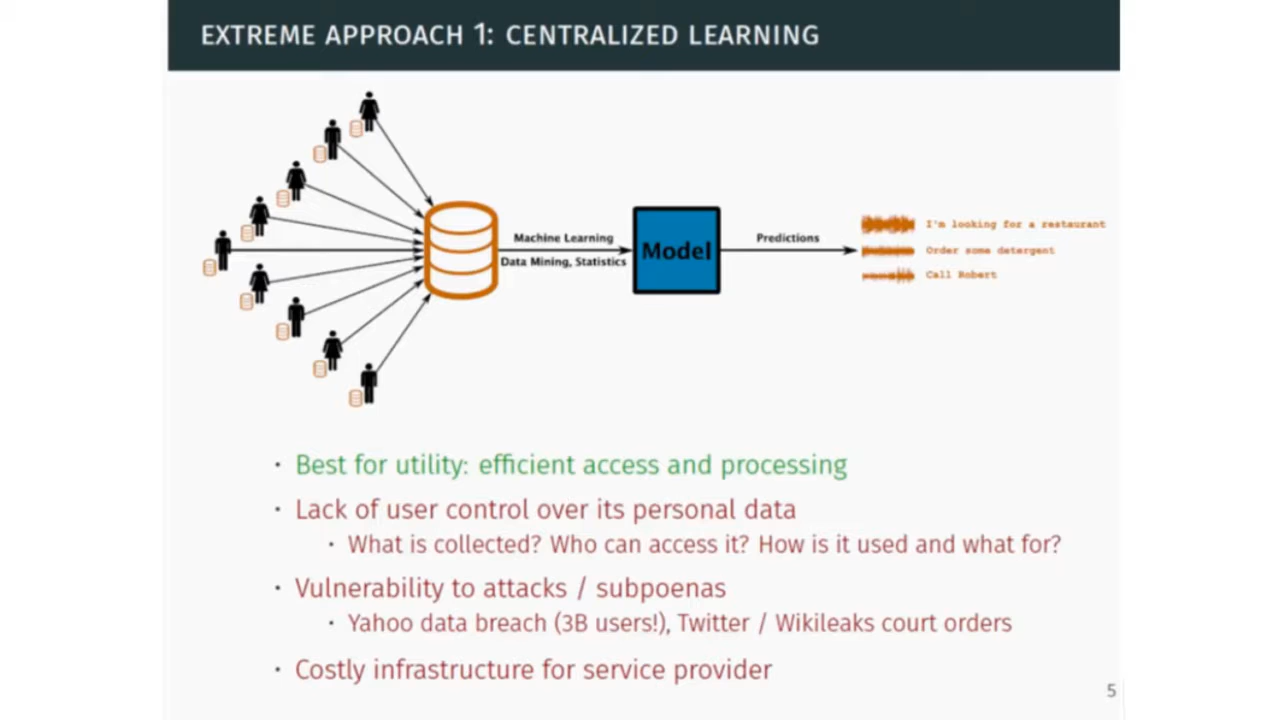 EXTREME APPROACH 1: CENTRALIZED LEARNING
Machine Learning
Data Mining, Statistics
Model
Predictions
I'm looking for a restaurant
Order some detergent
Call Robert
· Best for utility: efficient access and processing
· Lack of user control over its personal data
· What is collected? Who can access it? How is it used and what for?
· Vulnerability to attacks / subpoenas
· Yahoo data breach (3B users!), Twitter / Wikileaks court orders
· Costly infrastructure for service provider
5